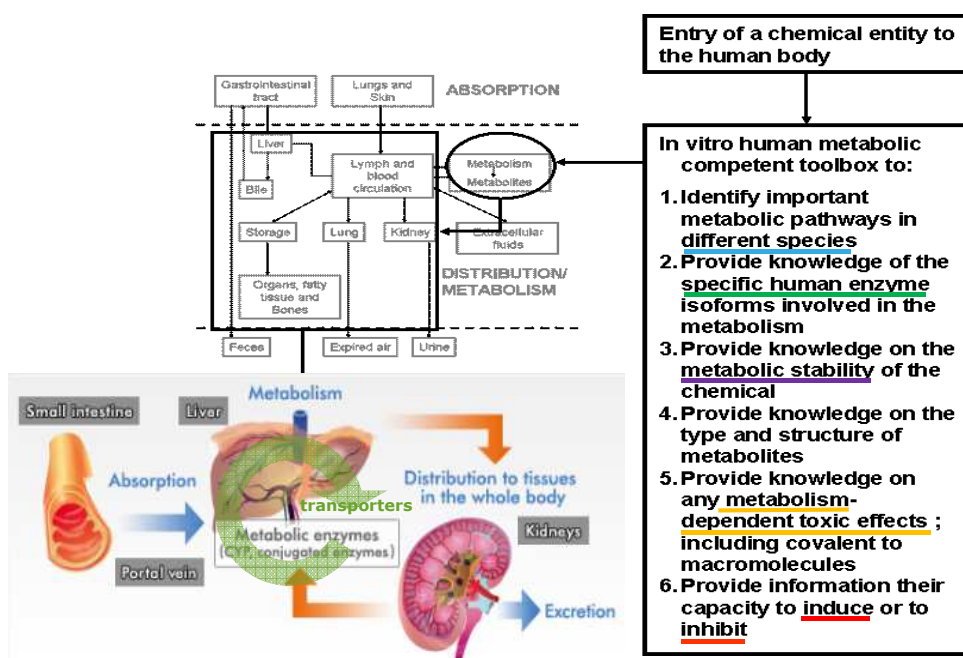 Entry of a chemical entity to
the human body
Gastrointestinal
tract
Lungs and
Skin
ABSORPTION
Liver
Lymph and
blood
circulation
Metabolism
Metabolites
Bile
Storage
Lung
Kidney
Extracellular
fluids
Organs, fatty
tissue and
Bones
DISTRIBUTION/
METABOLISM
Feces
Expired air
Urine
In vitro human metabolic
competent toolbox to:
1. Identify important
metabolic pathways in
different species
2. Provide knowledge of the
specific human enzyme
isoforms involved in the
metabolism
3. Provide knowledge on the
metabolic stability of the
chemical
4. Provide knowledge on the
type and structure of
metabolites
5. Provide knowledge on
any metabolism-
dependent toxic effects ;
including covalent to
macromolecules
6. Provide information their
capacity to induce or to
inhibit
Small intestine
Liver
Metabolism
Absorption
Portal vein
transporters
Metabolic enzymes
(CYP, conjugated enzymes)
Distribution to tissues
in the whole body
Kidneys
Excretion